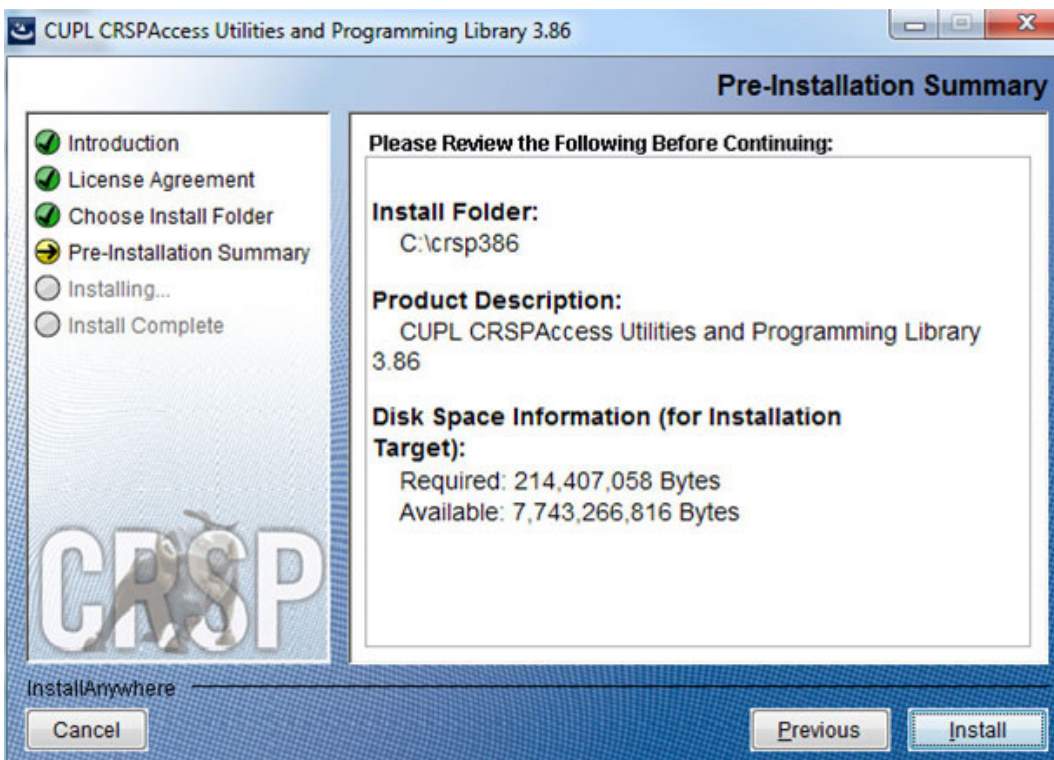 CUPL CRSPAccess Utilities and Programming Library 3.86
Pre-Installation Summary
Introduction
License Agreement
Choose Install Folder
Pre-Installation Summary
Installing...
Install Complete
CRSP
Please Review the Following Before Continuing:
Install Folder:
C:\crsp386
Product Description:
CUPL CRSPAccess Utilities and Programming Library
3.86
Disk Space Information (for Installation
Target):
Required: 214,407,058 Bytes
Available: 7,743,266,816 Bytes
InstallAnywhere
Cancel
Previous
Install